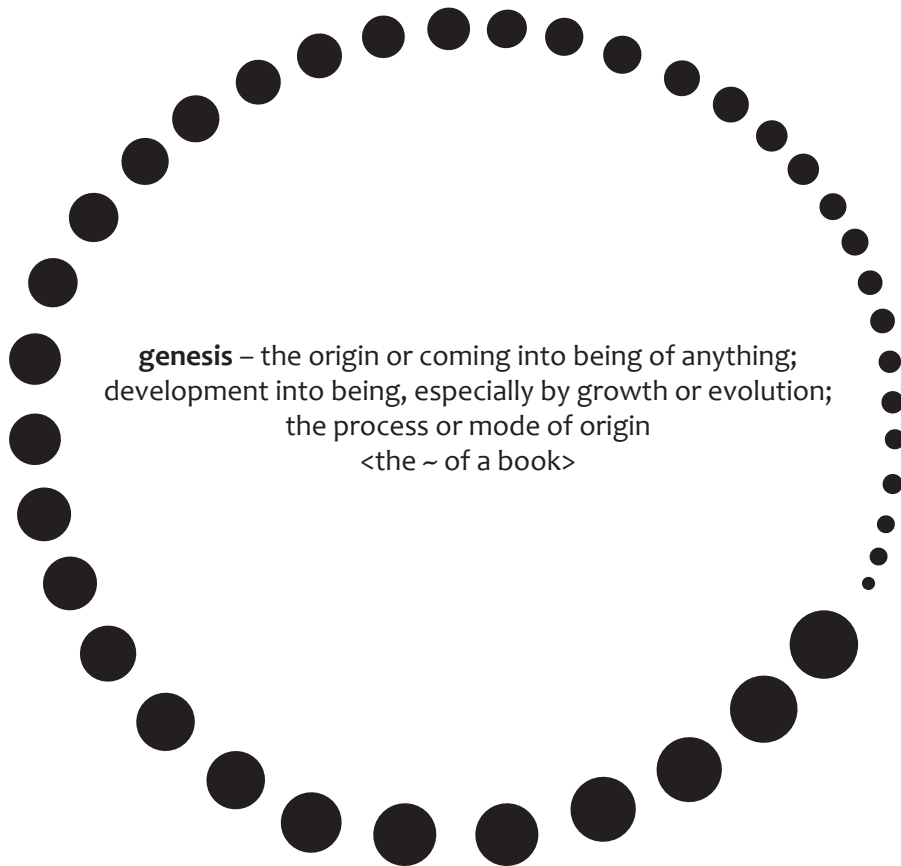 genesis – the origin or coming into being of anything;
development into being, especially by growth or evolution;
the process or mode of origin
<the ~ of a book>